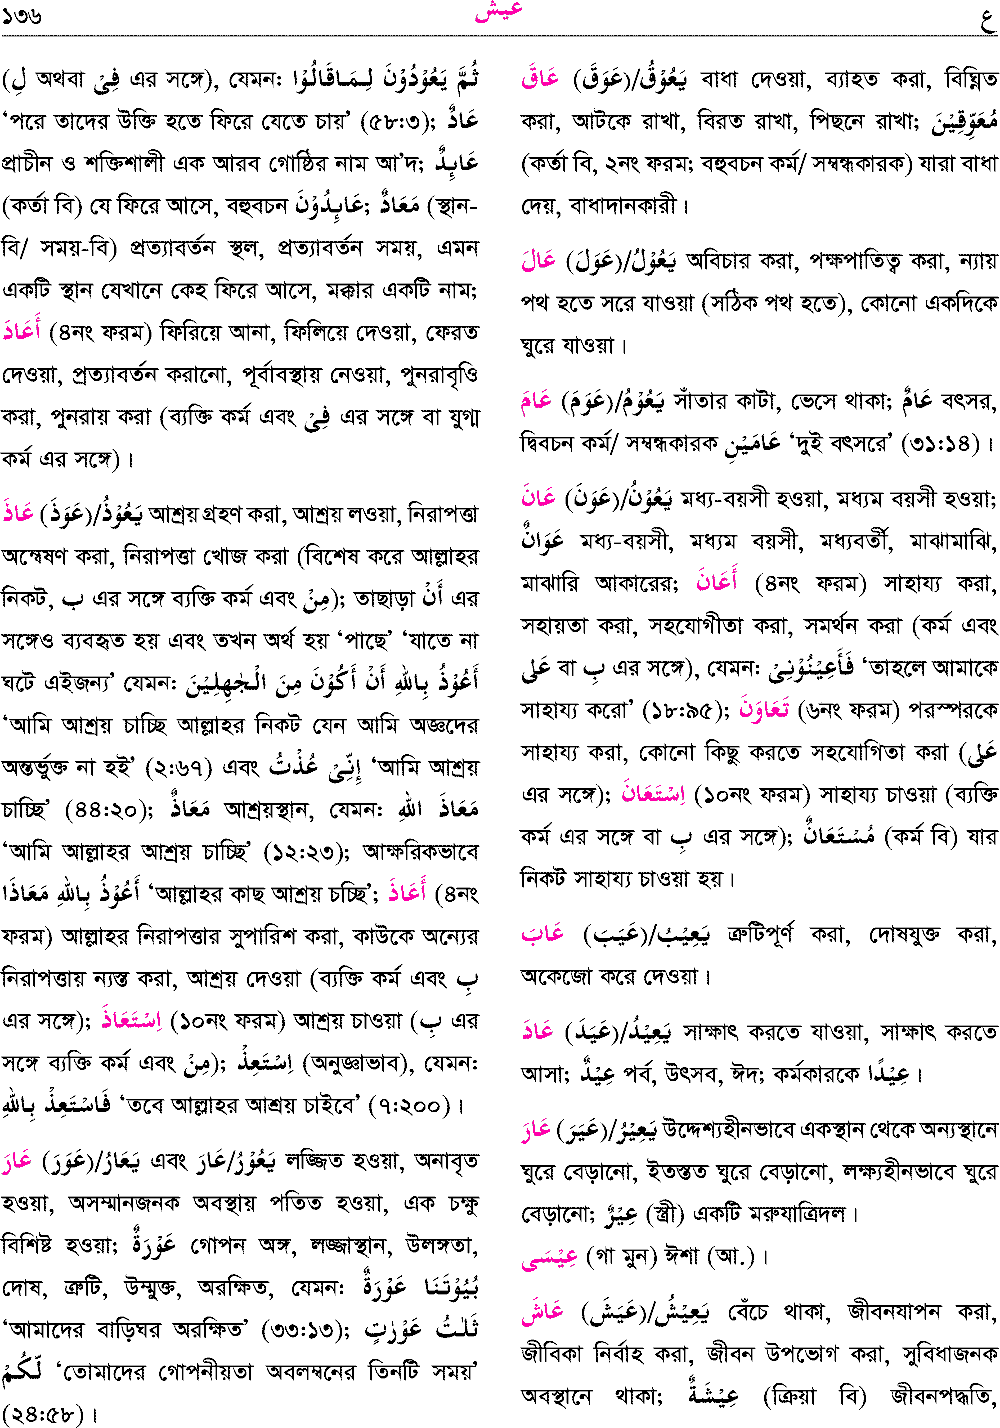 ১৩৬ عيش ع
(لِ অথবা فِيْ এর সঙ্গে), যেমন: ثُمَّ يَعُوْدُوْنَ لِمَاقَالُوْا
‘পরে তাদের উক্তি হতে ফিরে যেতে চায়’ (৫৮:৩); عَادٌ
প্রাচীন ও শক্তিশালী এক আরব গোষ্ঠির নাম আ’দ; عَابِدٌ
(কর্তা বি) যে ফিরে আসে, বহুবচন عَابِدُوْنَ; مَعَادٌ (স্থান-
বি/ সময়-বি) প্রত্যাবর্তন স্থল, প্রত্যাবর্তন সময়, এমন
একটি স্থান যেখানে কেহ ফিরে আসে, মক্কার একটি নাম;
أَعَادَ (৪নং ফরম) ফিরিয়ে আনা, ফিলিয়ে দেওয়া, ফেরত
দেওয়া, প্রত্যাবর্তন করানো, পূর্বাবস্থায় নেওয়া, পুনরাবৃত্তি
করা, পুনরায় করা (ব্যক্তি কর্ম এবং فِيْ এর সঙ্গে বা যুগ্ম
কর্ম এর সঙ্গে)।
عَاذَ (عَوَذَ)/يَعُوْذُ আশ্রয় গ্রহণ করা, আশ্রয় লওয়া, নিরাপত্তা
অন্বেষণ করা, নিরাপত্তা খোজ করা (বিশেষ করে আল্লাহর
নিকট, ب এর সঙ্গে ব্যক্তি কর্ম এবং مِنْ); তাছাড়া أَنْ এর
সঙ্গেও ব্যবহৃত হয় এবং তখন অর্থ হয় ‘পাছে’ ‘যাতে না
ঘটে এইজন্য’ যেমন: أَعُوْذُ بِاللهِ أَنْ أَكُوْنَ مِنَ الْجٰهِلِيْنَ
‘আমি আশ্রয় চাচ্ছি আল্লাহর নিকট যেন আমি অজ্ঞদের
অন্তর্ভুক্ত না হই’ (২:৬৭) এবং إِنِّيْ عُذْتُ ‘আমি আশ্রয়
চাচ্ছি’ (৪৪:২০); مَعَاذٌ আশ্রয়স্থান, যেমন: مَعَاذَ اللهِ
‘আমি আল্লাহর আশ্রয় চাচ্ছি’ (১২:২৩); আক্ষরিকভাবে
أَعُوْذُ بِاللهِ مَعَاذَا ‘আল্লাহর কাছ আশ্রয় চচ্ছি’; أَعَاذَ (৪নং
ফরম) আল্লাহর নিরাপত্তার সুপারিশ করা, কাউকে অন্যের
নিরাপত্তায় ন্যস্ত করা, আশ্রয় দেওয়া (ব্যক্তি কর্ম এবং بِ
এর সঙ্গে); اِسْتَعَاذَ (১০নং ফরম) আশ্রয় চাওয়া (بِ এর
সঙ্গে ব্যক্তি কর্ম এবং مِنْ); اِسْتَعِذْ (অনুজ্ঞাভাব), যেমন:
فَاسْتَعِذْ بِاللهِ ‘তবে আল্লাহর আশ্রয় চাইবে’ (৭:২০০)।
عَارَ (عَوَرَ)/يَعَارُ এবং عَارَ/يَعُوْرُ লজ্জিত হওয়া, অনাবৃত
হওয়া, অসম্মানজনক অবস্থায় পতিত হওয়া, এক চক্ষু
বিশিষ্ট হওয়া; عَوْرَةٌ গোপন অঙ্গ, লজ্জাস্থান, উলঙ্গতা,
দোষ, ত্রুটি, উম্মুক্ত, অরক্ষিত, যেমন: بُيُوْتَنَا عَوْرَةٌ
‘আমাদের বাড়িঘর অরক্ষিত’ (৩৩:১৩); ثَلٰثُ عَوْرٰتٍ
لَّكُمْ ‘তোমাদের গোপনীয়তা অবলম্বনের তিনটি সময়’
(২৪:৫৮)।
عَاقَ (عَوَقَ)/يَعُوْقُ বাধা দেওয়া, ব্যাহত করা, বিঘ্নিত
করা, আটকে রাখা, বিরত রাখা, পিছনে রাখা; مُعَوِّقِيْنَ
(কর্তা বি, ২নং ফরম; বহুবচন কর্ম/ সম্বন্ধকারক) যারা বাধা
দেয়, বাধাদানকারী।
عَالَ (عَوَلَ)/يَعُوْلُ অবিচার করা, পক্ষপাতিত্ব করা, ন্যায়
পথ হতে সরে যাওয়া (সঠিক পথ হতে), কোনো একদিকে
ঘুরে যাওয়া।
عَامَ (عَوَمَ)/يَعُوْمُ সাঁতার কাটা, ভেসে থাকা; عَامٌ বৎসর,
দ্বিবচন কর্ম/ সম্বন্ধকারক عَامَيْنِ ‘দুই বৎসরে’ (৩১:১৪)।
عَانَ (عَوَنَ)/يَعُوْنُ মধ্য-বয়সী হওয়া, মধ্যম বয়সী হওয়া;
عَوَانٌ মধ্য-বয়সী, মধ্যম বয়সী, মধ্যবর্তী, মাঝামাঝি,
মাঝারি আকারের; أَعَانَ (৪নং ফরম) সাহায্য করা,
সহায়তা করা, সহযোগীতা করা, সমর্থন করা (কর্ম এবং
عَلٰى বা بِ এর সঙ্গে), যেমন: فَأَعِيْنُوْنِيْ ‘তাহলে আমাকে
সাহায্য করো’ (১৮:৯৫); تَعَاوَنَ (৬নং ফরম) পরস্পরকে
সাহায্য করা, কোনো কিছু করতে সহযোগিতা করা (عَلٰى
এর সঙ্গে); اِسْتَعَانَ (১০নং ফরম) সাহায্য চাওয়া (ব্যক্তি
কর্ম এর সঙ্গে বা بِ এর সঙ্গে); مُسْتَعَانٌ (কর্ম বি) যার
নিকট সাহায্য চাওয়া হয়।
عَابَ (عَيَبَ)/يَعِيْبُ ত্রুটিপূর্ণ করা, দোষযুক্ত করা,
অকেজো করে দেওয়া।
عَادَ (عَيَدَ)/يَعِيْدُ সাক্ষাৎ করতে যাওয়া, সাক্ষাৎ করতে
আসা; عِيْدٌ পর্ব, উৎসব, ঈদ; কর্মকারকে عِيْدًا।
عَارَ (عَيَرَ)/يَعِيْرُ উদ্দেশ্যহীনভাবে একস্থান থেকে অন্যস্থানে
ঘুরে বেড়ানো, ইতস্তত ঘুরে বেড়ানো, লক্ষ্যহীনভাবে ঘুরে
বেড়ানো; عِيْرٌ (স্ত্রী) একটি মরুযাত্রিদল।
عِيْسَى (গা মুন) ঈশা (আ.)।
عَاشَ (عَيَشَ)/يَعِيْشُ বেঁচে থাকা, জীবনযাপন করা,
জীবিকা নির্বাহ করা, জীবন উপভোগ করা, সুবিধাজনক
অবস্থানে থাকা; عِيْشَةٌ (ক্রিয়া বি) জীবনপদ্ধতি,